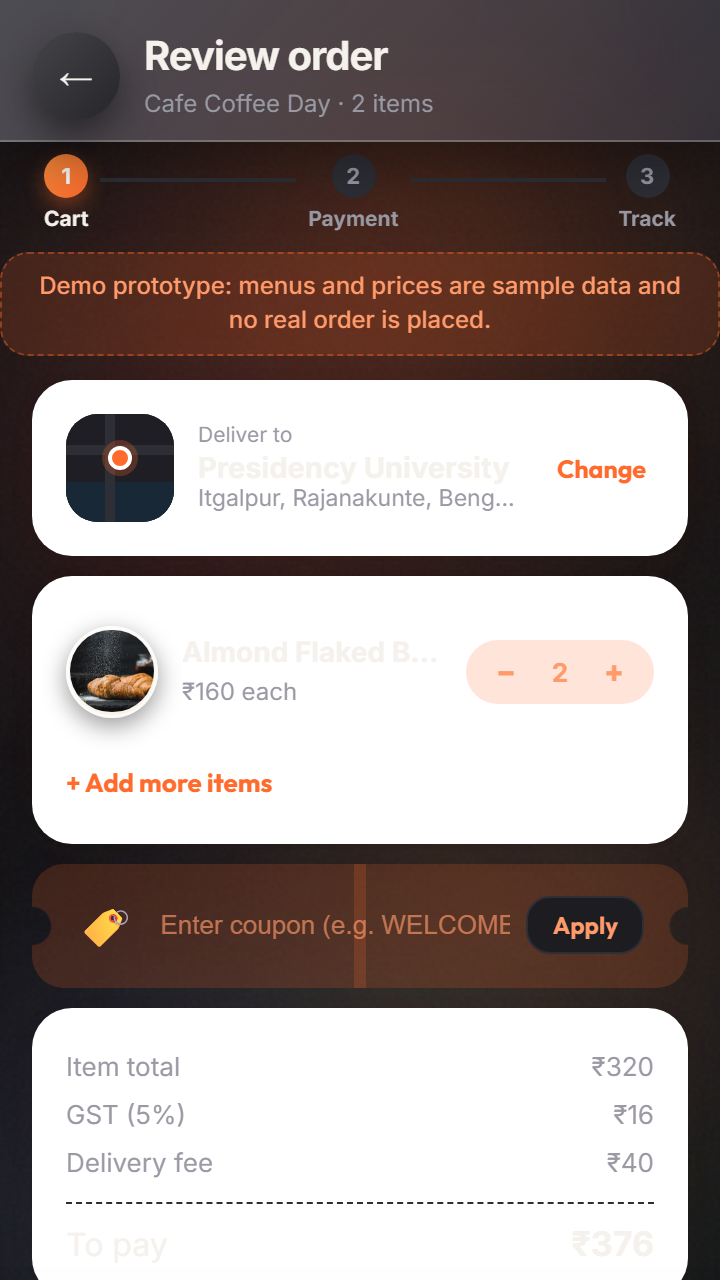 Review order
Cafe Coffee Day · 2 items
1
2
3
Cart
Payment
Track
Demo prototype: menus and prices are sample data and
no real order is placed.
Deliver to
Presidency University
Change
Itgalpur, Rajanakunte, Beng...
Almond Flaked B...
− 2 +
₹160 each
+ Add more items
Enter coupon (e.g. WELCOME
Apply
Item total ₹320
GST (5%) ₹16
Delivery fee ₹40
To pay ₹376